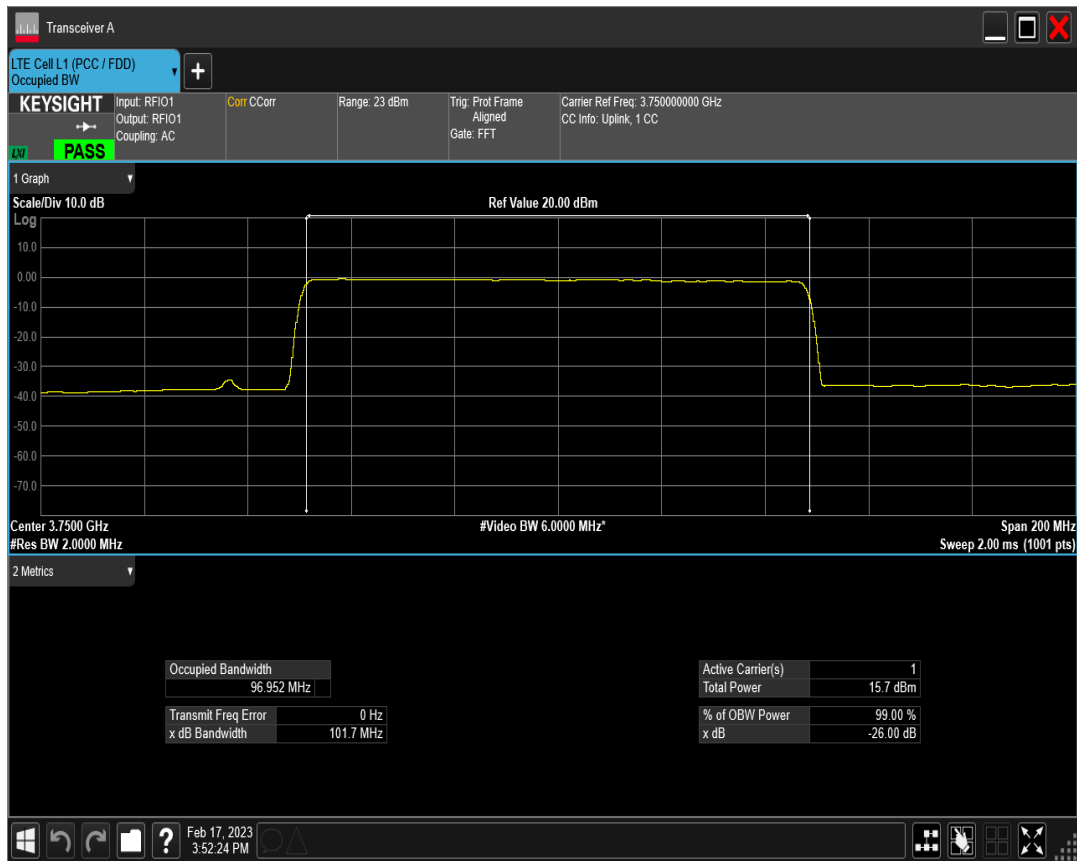 Transceiver A
LTE Cell L1 (PCC / FDD)
Occupied BW
+
KEYSIGHT
Input: RFIO1
Output: RFIO1
Coupling: AC
Corr CCorr
Range: 23 dBm
Trig: Prot Frame
Aligned
Gate: FFT
Carrier Ref Freq: 3.750000000 GHz
CC Info: Uplink, 1 CC
LXI
PASS
1 Graph
Scale/Div 10.0 dB
Ref Value 20.00 dBm
Log
10.0
0.00
-10.0
-20.0
-30.0
-40.0
-50.0
-60.0
-70.0
Center 3.7500 GHz
#Video BW 6.0000 MHz*
Span 200 MHz
#Res BW 2.0000 MHz
Sweep 2.00 ms (1001 pts)
2 Metrics
Occupied Bandwidth
96.952 MHz
Transmit Freq Error 0 Hz
x dB Bandwidth 101.7 MHz
Active Carrier(s) 1
Total Power 15.7 dBm
% of OBW Power 99.00 %
x dB -26.00 dB
?
Feb 17, 2023
3:52:24 PM